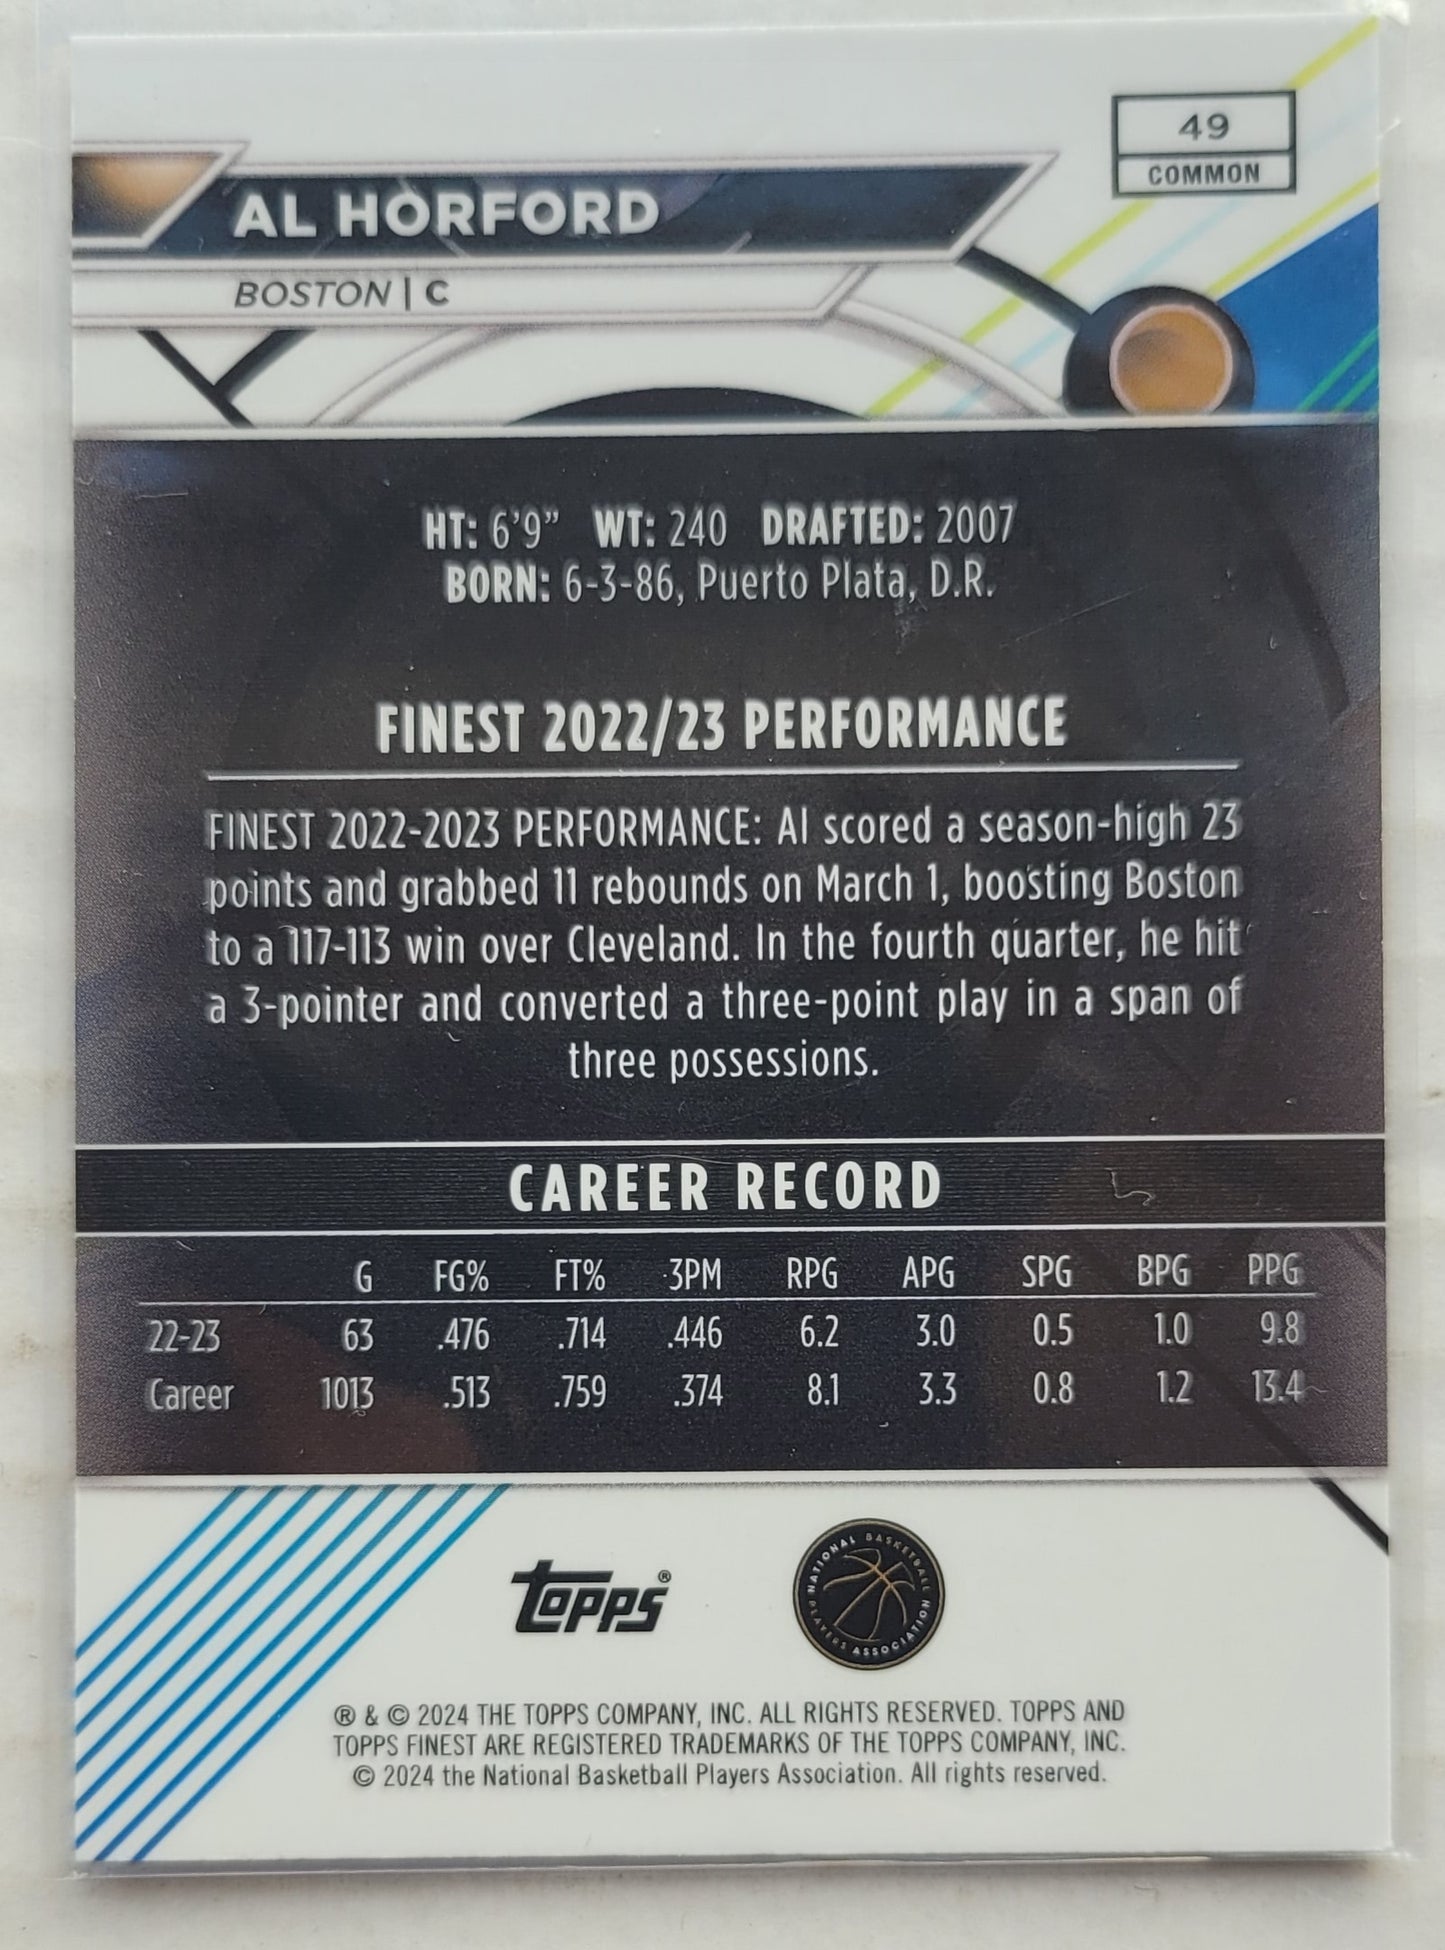 49
COMMON
AL HORFORD
BOSTON | C
HT: 6'9" WT: 240 DRAFTED: 2007
BORN: 6-3-86, Puerto Plata, D.R.
FINEST 2022/23 PERFORMANCE
FINEST 2022-2023 PERFORMANCE: Al scored a season-high 23
points and grabbed 11 rebounds on March 1, boosting Boston
to a 117-113 win over Cleveland. In the fourth quarter, he hit
a 3-pointer and converted a three-point play in a span of
three possessions.
CAREER RECORD
G FG% FT% 3PM RPG APG SPG BPG PPG
22-23 63 .476 .714 .446 6.2 3.0 0.5 1.0 9.8
Career 1013 .513 .759 .374 8.1 3.3 0.8 1.2 13.4
TOPPS®
NATIONAL BASKETBALL PLAYERS ASSOCIATION
® & © 2024 THE TOPPS COMPANY, INC. ALL RIGHTS RESERVED. TOPPS AND
TOPPS FINEST ARE REGISTERED TRADEMARKS OF THE TOPPS COMPANY, INC.
© 2024 the National Basketball Players Association. All rights reserved.